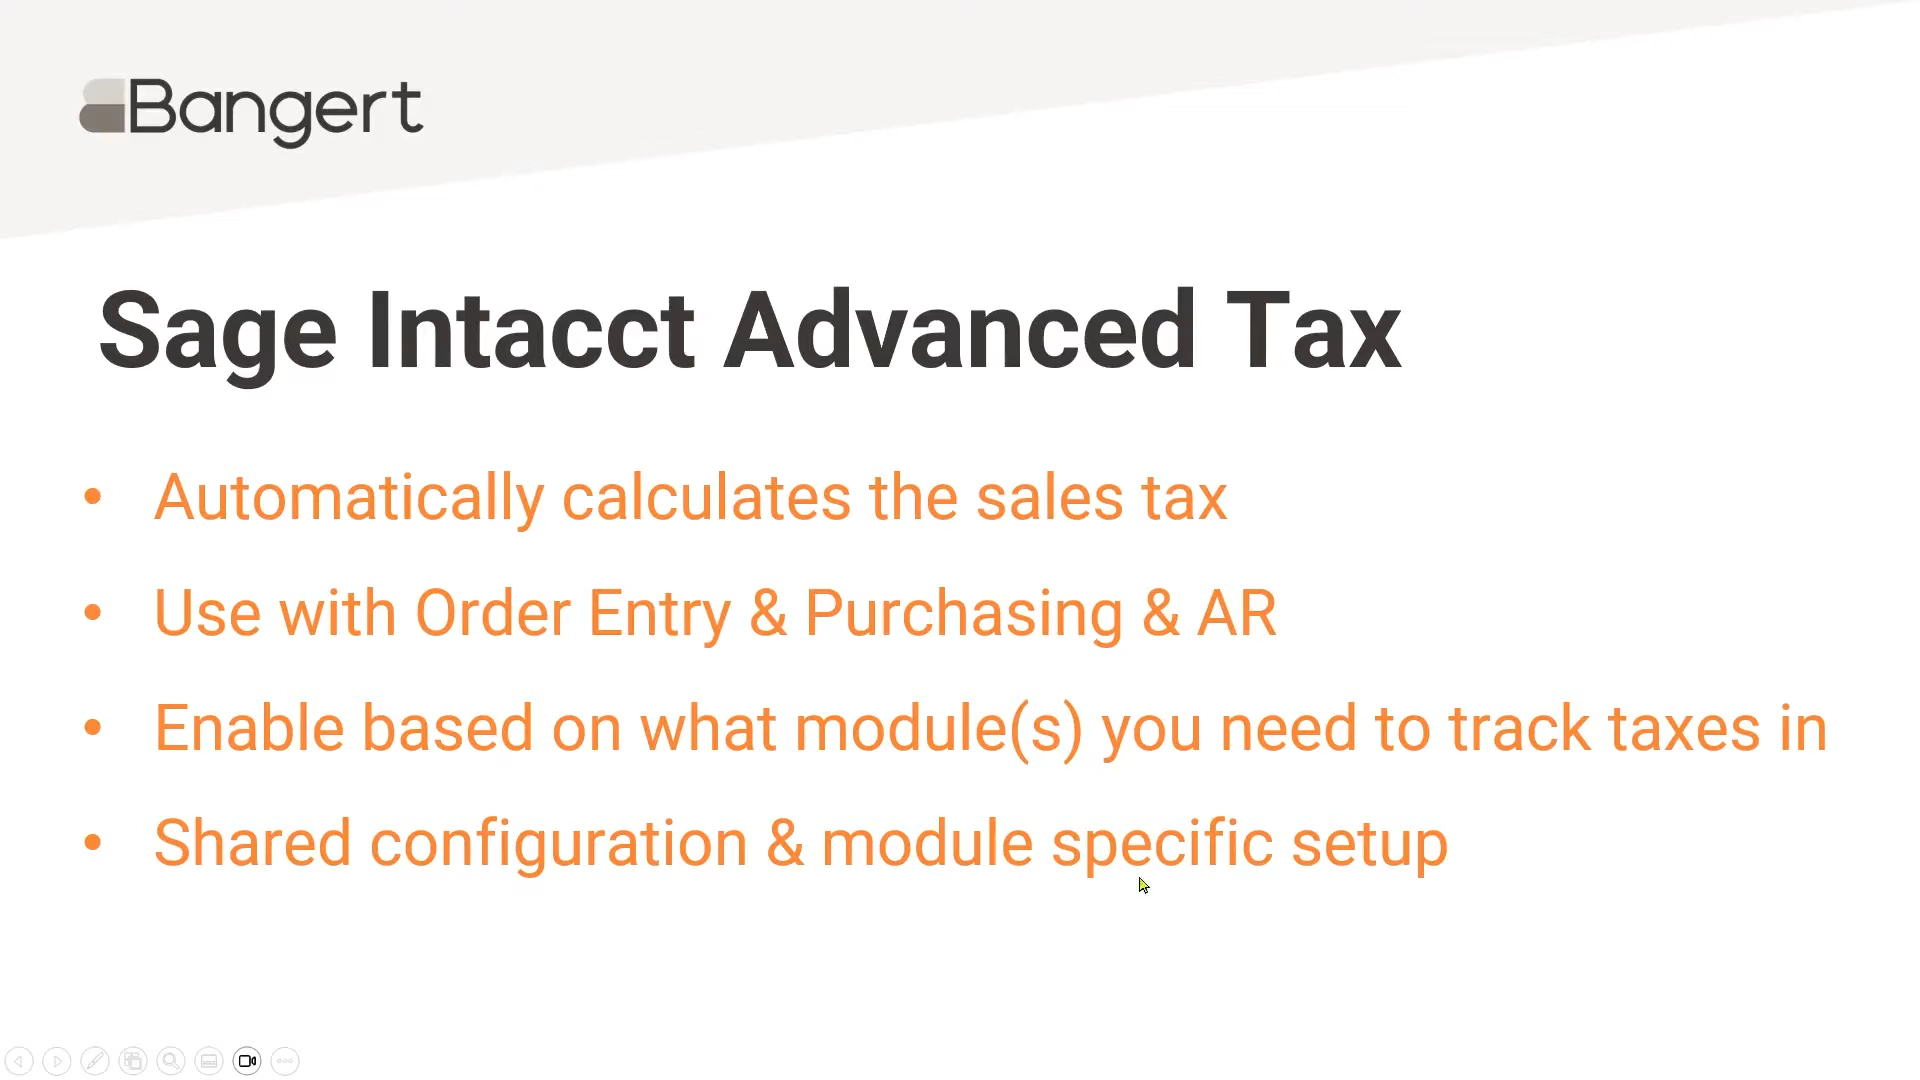 Bangert
Sage Intacct Advanced Tax
• Automatically calculates the sales tax
• Use with Order Entry & Purchasing & AR
• Enable based on what module(s) you need to track taxes in
• Shared configuration & module specific setup